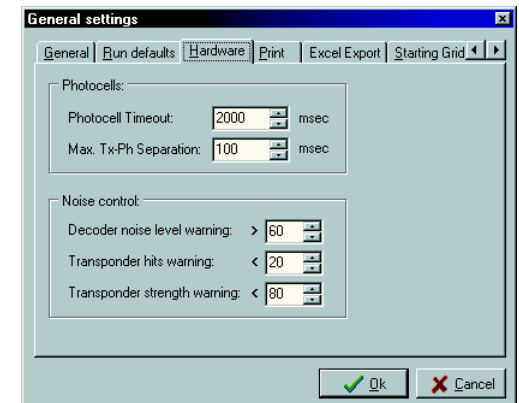 General settings
General Run defaults Hardware Print Excel Export Starting Grid
Photocells:
Photocell Timeout: 2000 msec
Max. Tx-Ph Separation: 100 msec
Noise control:
Decoder noise level warning: > 60
Transponder hits warning: < 20
Transponder strength warning: < 80
Ok Cancel